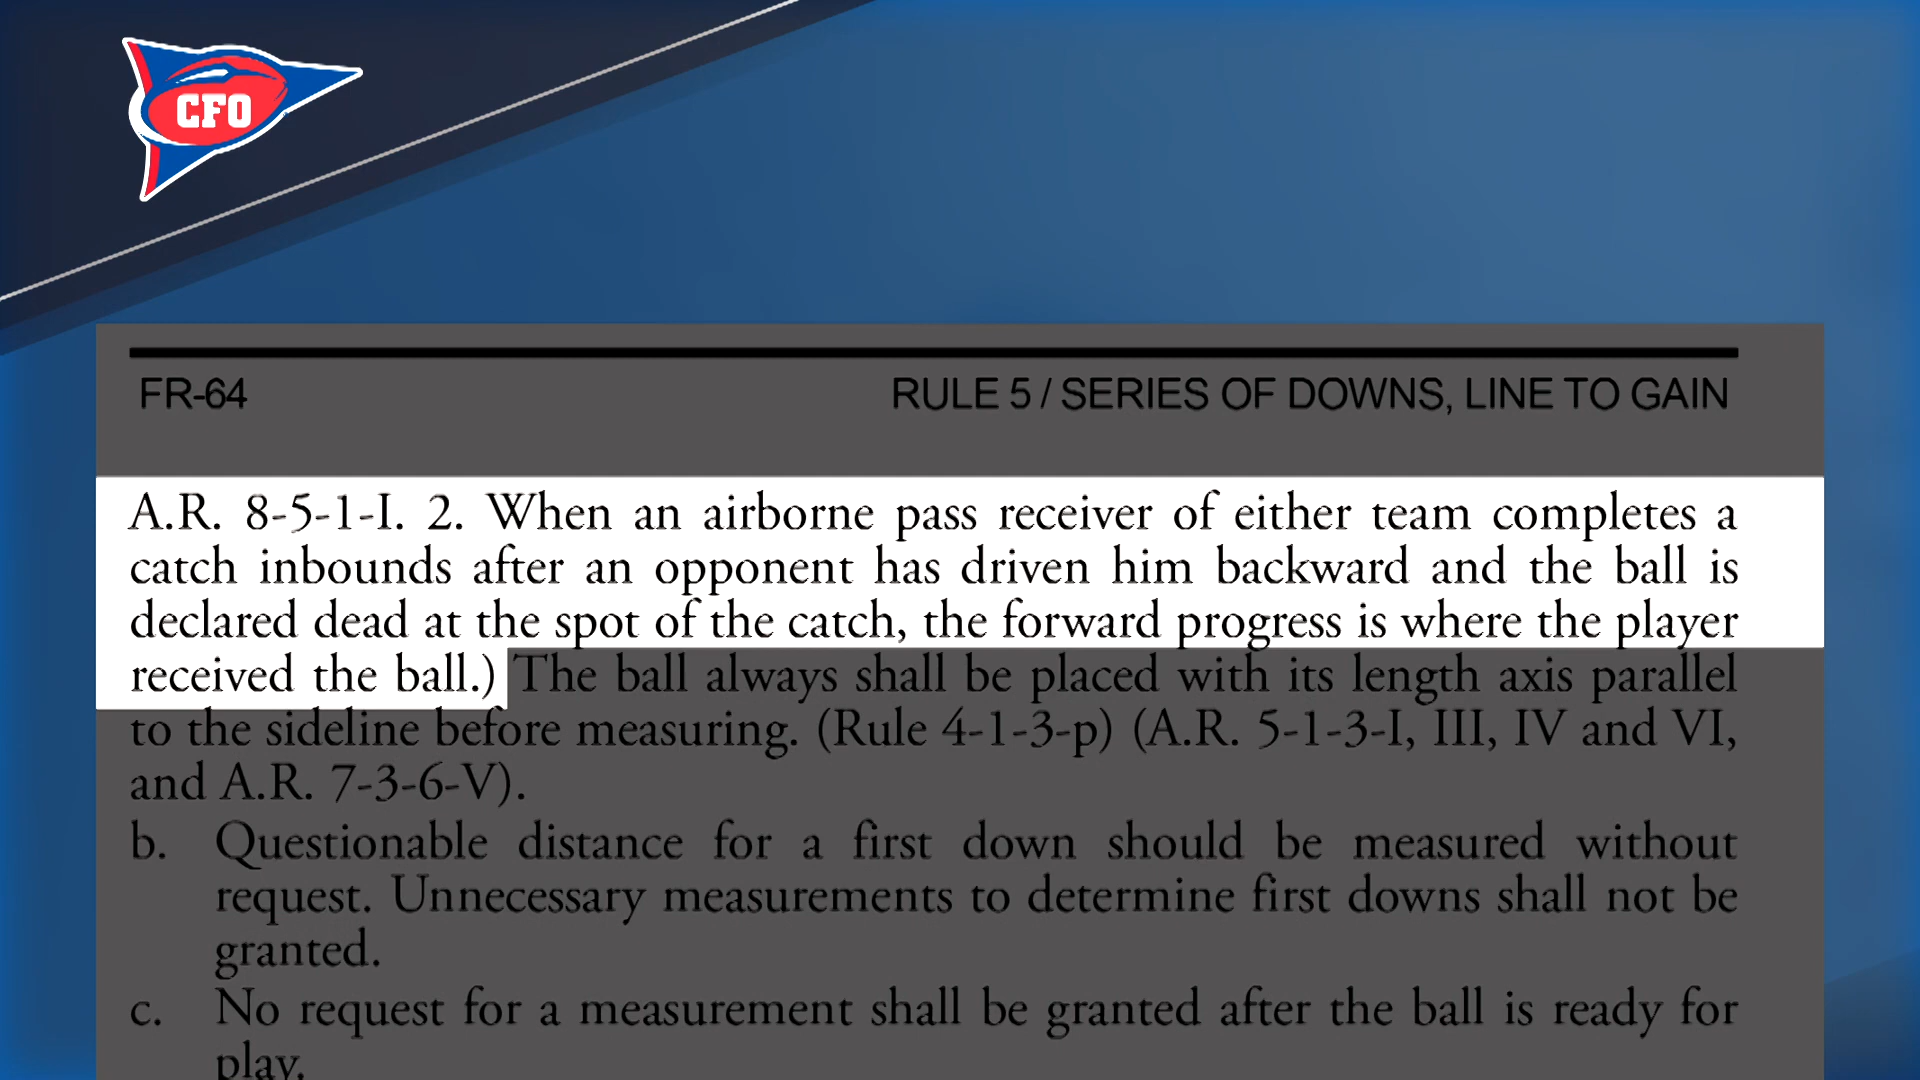 CFO
FR-64 RULE 5 / SERIES OF DOWNS, LINE TO GAIN
A.R. 8-5-1-I. 2. When an airborne pass receiver of either team completes a
catch inbounds after an opponent has driven him backward and the ball is
declared dead at the spot of the catch, the forward progress is where the player
received the ball.) The ball always shall be placed with its length axis parallel
to the sideline before measuring. (Rule 4-1-3-p) (A.R. 5-1-3-I, III, IV and VI,
and A.R. 7-3-6-V).
b. Questionable distance for a first down should be measured without
request. Unnecessary measurements to determine first downs shall not be
granted.
c. No request for a measurement shall be granted after the ball is ready for
play.